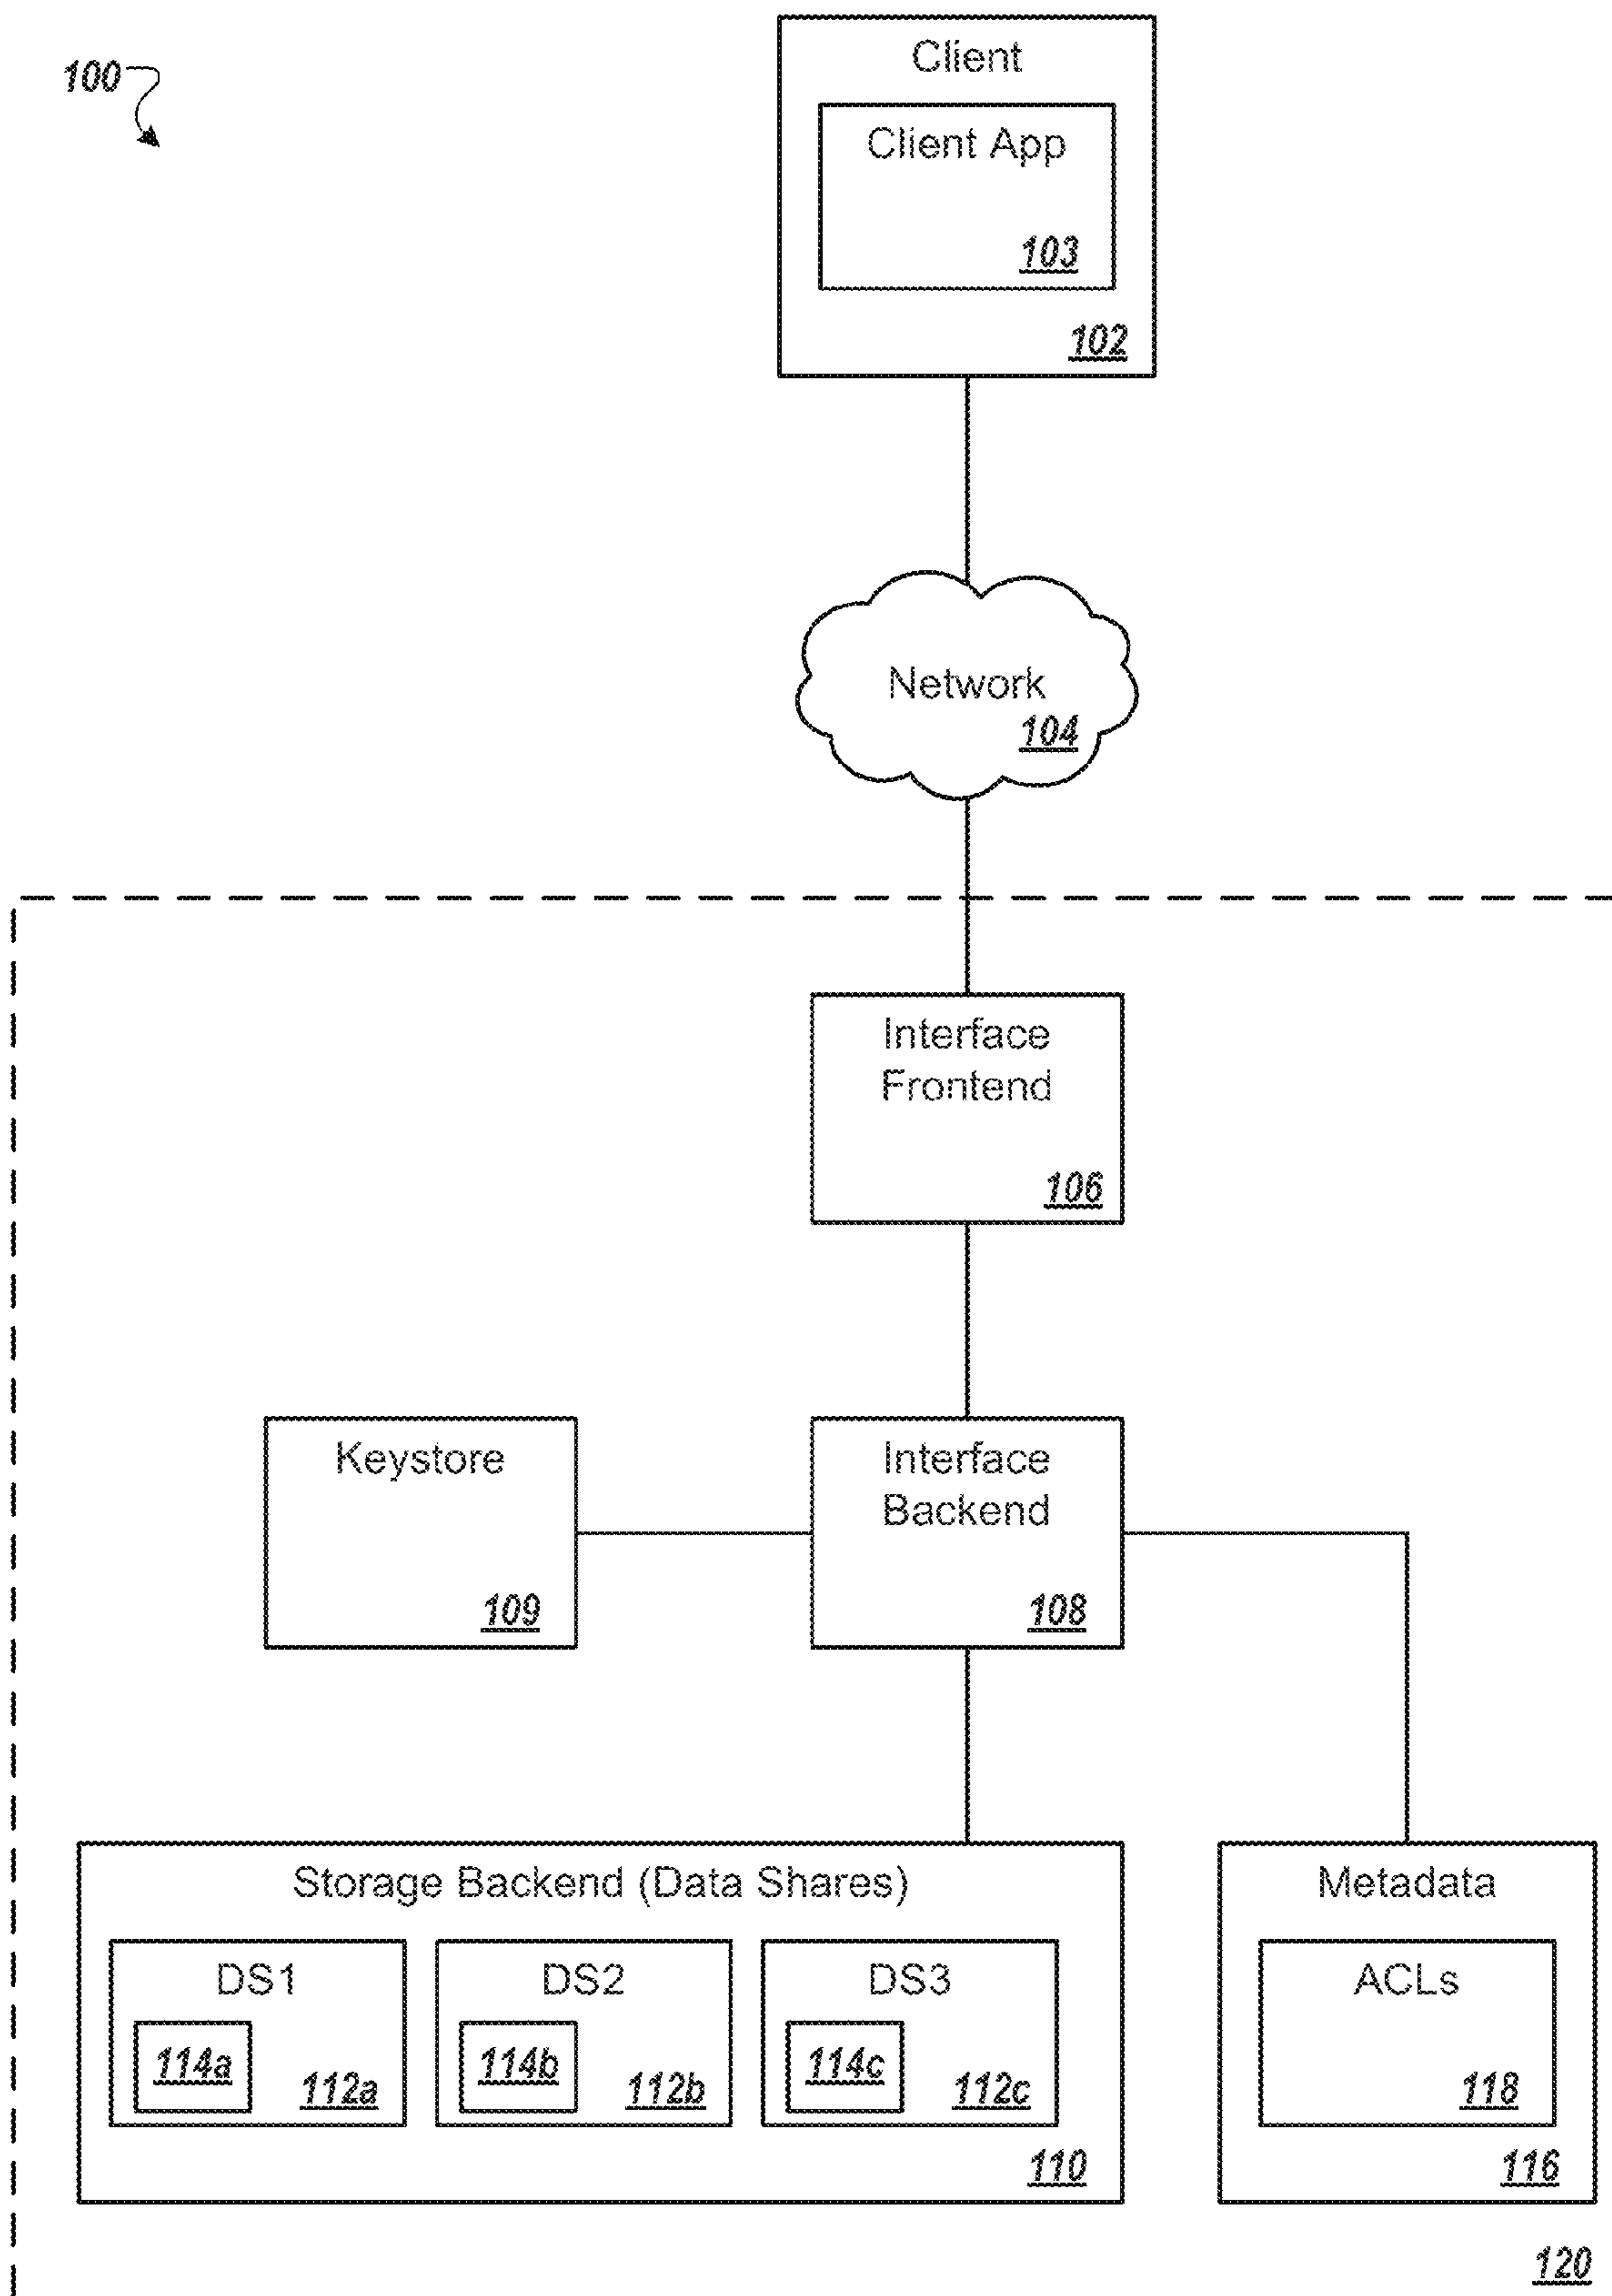 100
Client
Client App
103
102
Network
104
Interface
Frontend
106
Keystore
109
Interface
Backend
108
Storage Backend (Data Shares)
DS1
114a
112a
DS2
114b
112b
DS3
114c
112c
110
Metadata
ACLs
118
116
120